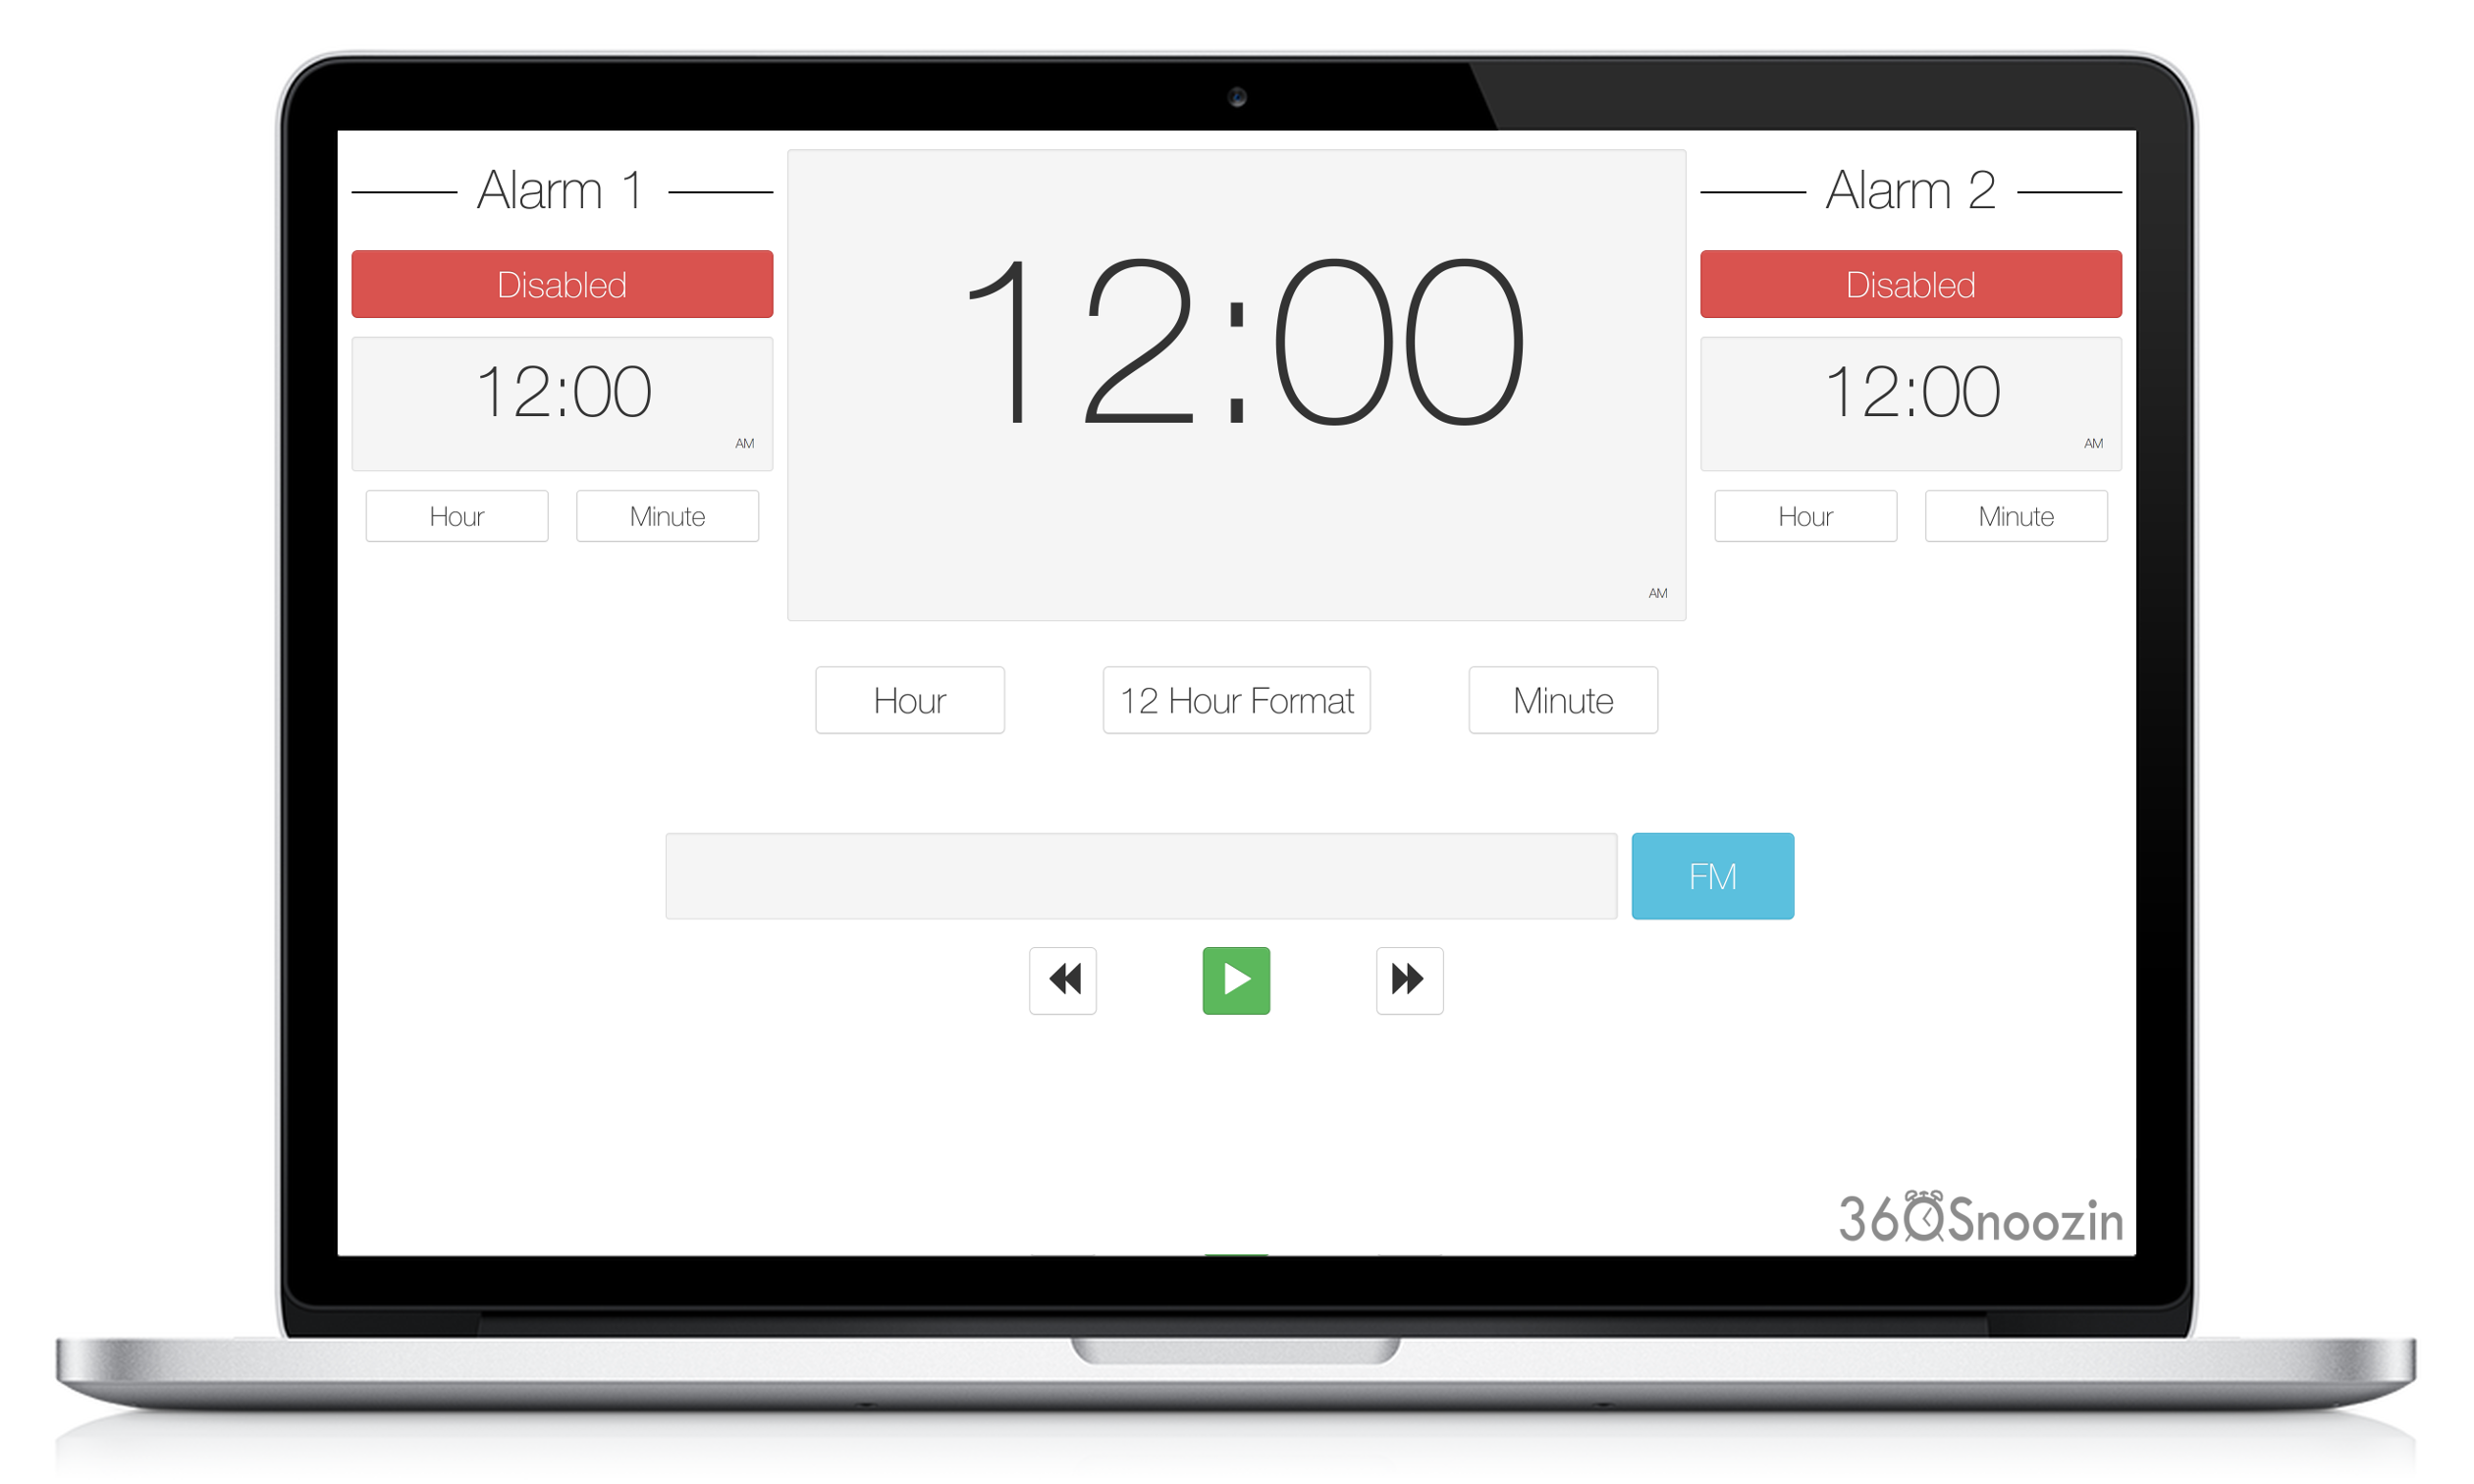 Alarm 1
Disabled
12:00
AM
Hour
Minute
12:00
AM
Hour
12 Hour Format
Minute
Alarm 2
Disabled
12:00
AM
Hour
Minute
FM
360Snoozin